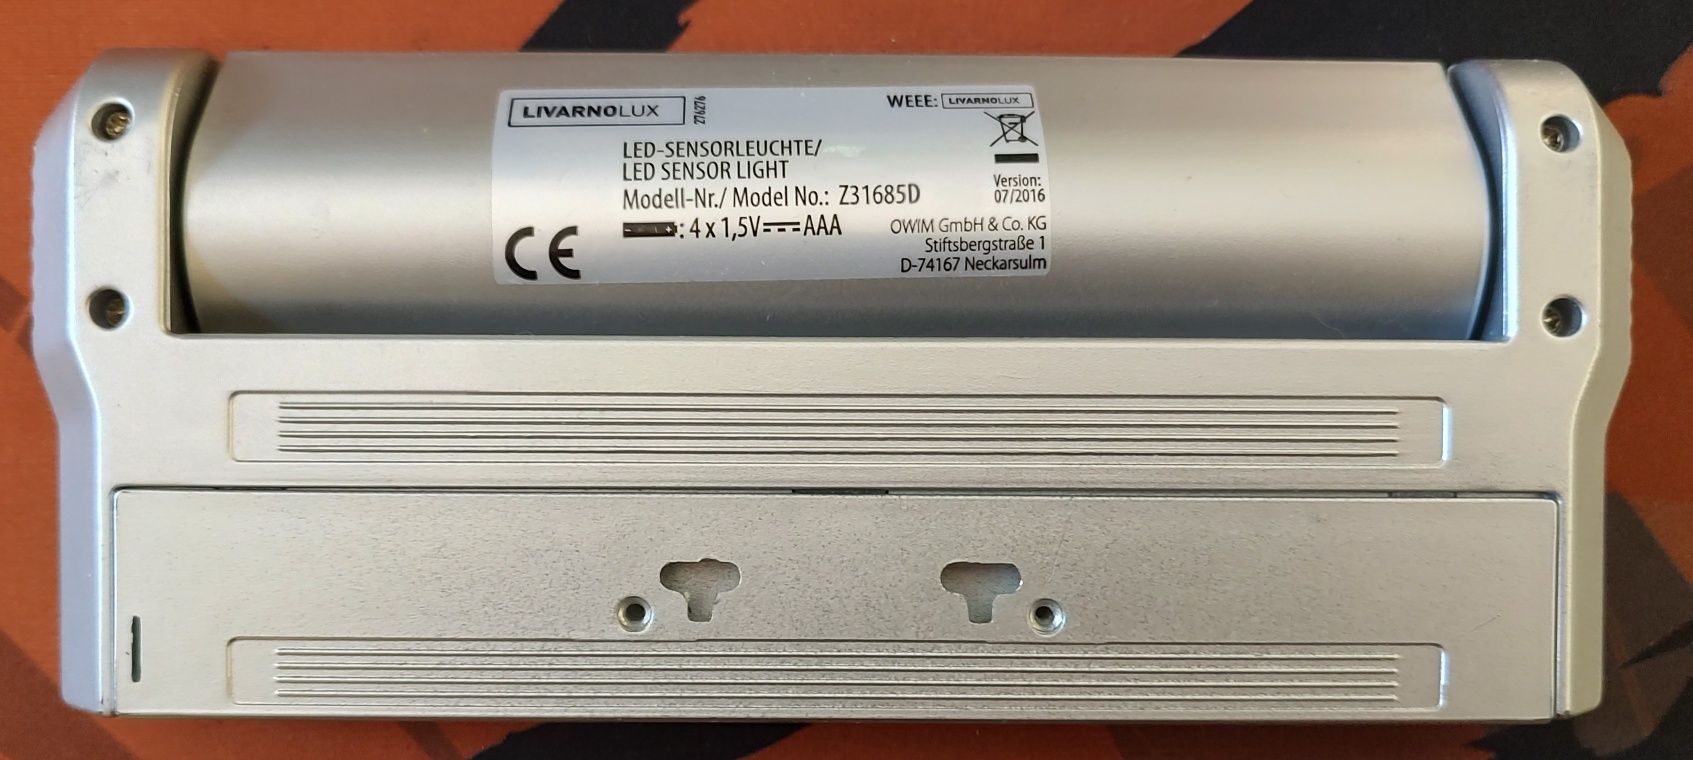 LIVARNOLUX
276276
WEEE: LIVARNOLUX
LED-SENSORLEUCHTE/
LED SENSOR LIGHT
Modell-Nr./ Model No.: Z31685D
: 4 x 1,5V AAA
CE
Version:
07/2016
OWIM GmbH & Co. KG
Stiftsbergstraße 1
D-74167 Neckarsulm